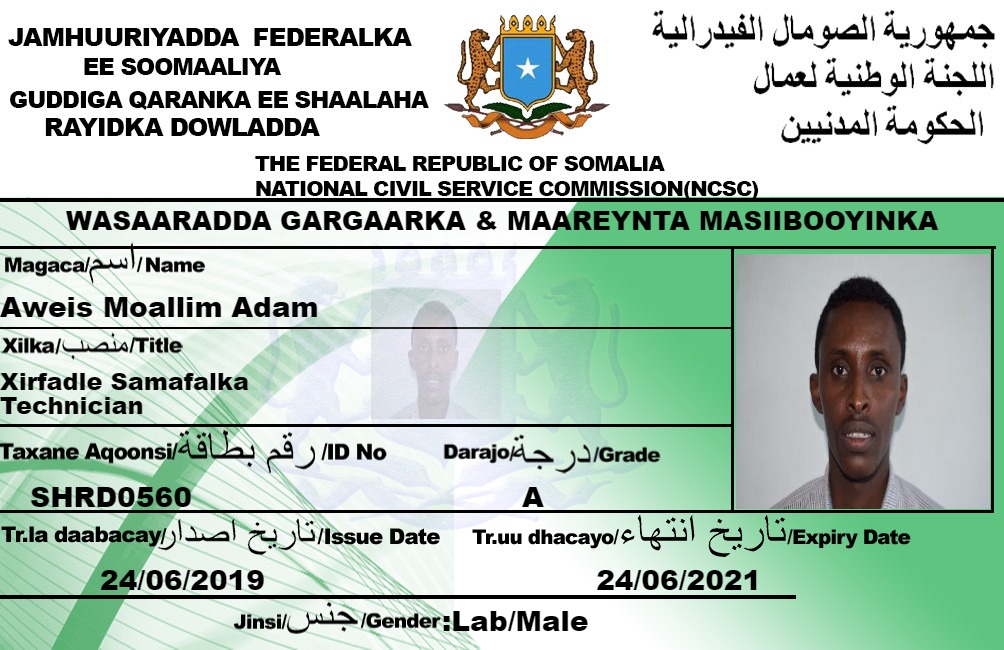 JAMHUURIYADDA FEDERALKA
EE SOOMAALIYA
GUDDIGA QARANKA EE SHAALAHA
RAYIDKA DOWLADDA
جمهورية الصومال الفيدرالية
اللجنة الوطنية لعمال
الحكومة المدنيين
THE FEDERAL REPUBLIC OF SOMALIA
NATIONAL CIVIL SERVICE COMMISSION(NCSC)
WASAARADDA GARGAARKA & MAAREYNTA MASIIBOOYINKA
Magaca/اسم/Name
Aweis Moallim Adam
Xilka/منصب/Title
Xirfadle Samafalka
Technician
Taxane Aqoonsi/رقم بطاقة/ID No
SHRD0560
Darajo/درجة/Grade
A
Tr.la daabacay/تاريخ اصدار/Issue Date
24/06/2019
Tr.uu dhacayo/تاريخ انتهاء/Expiry Date
24/06/2021
Jinsi/جنس/Gender:Lab/Male